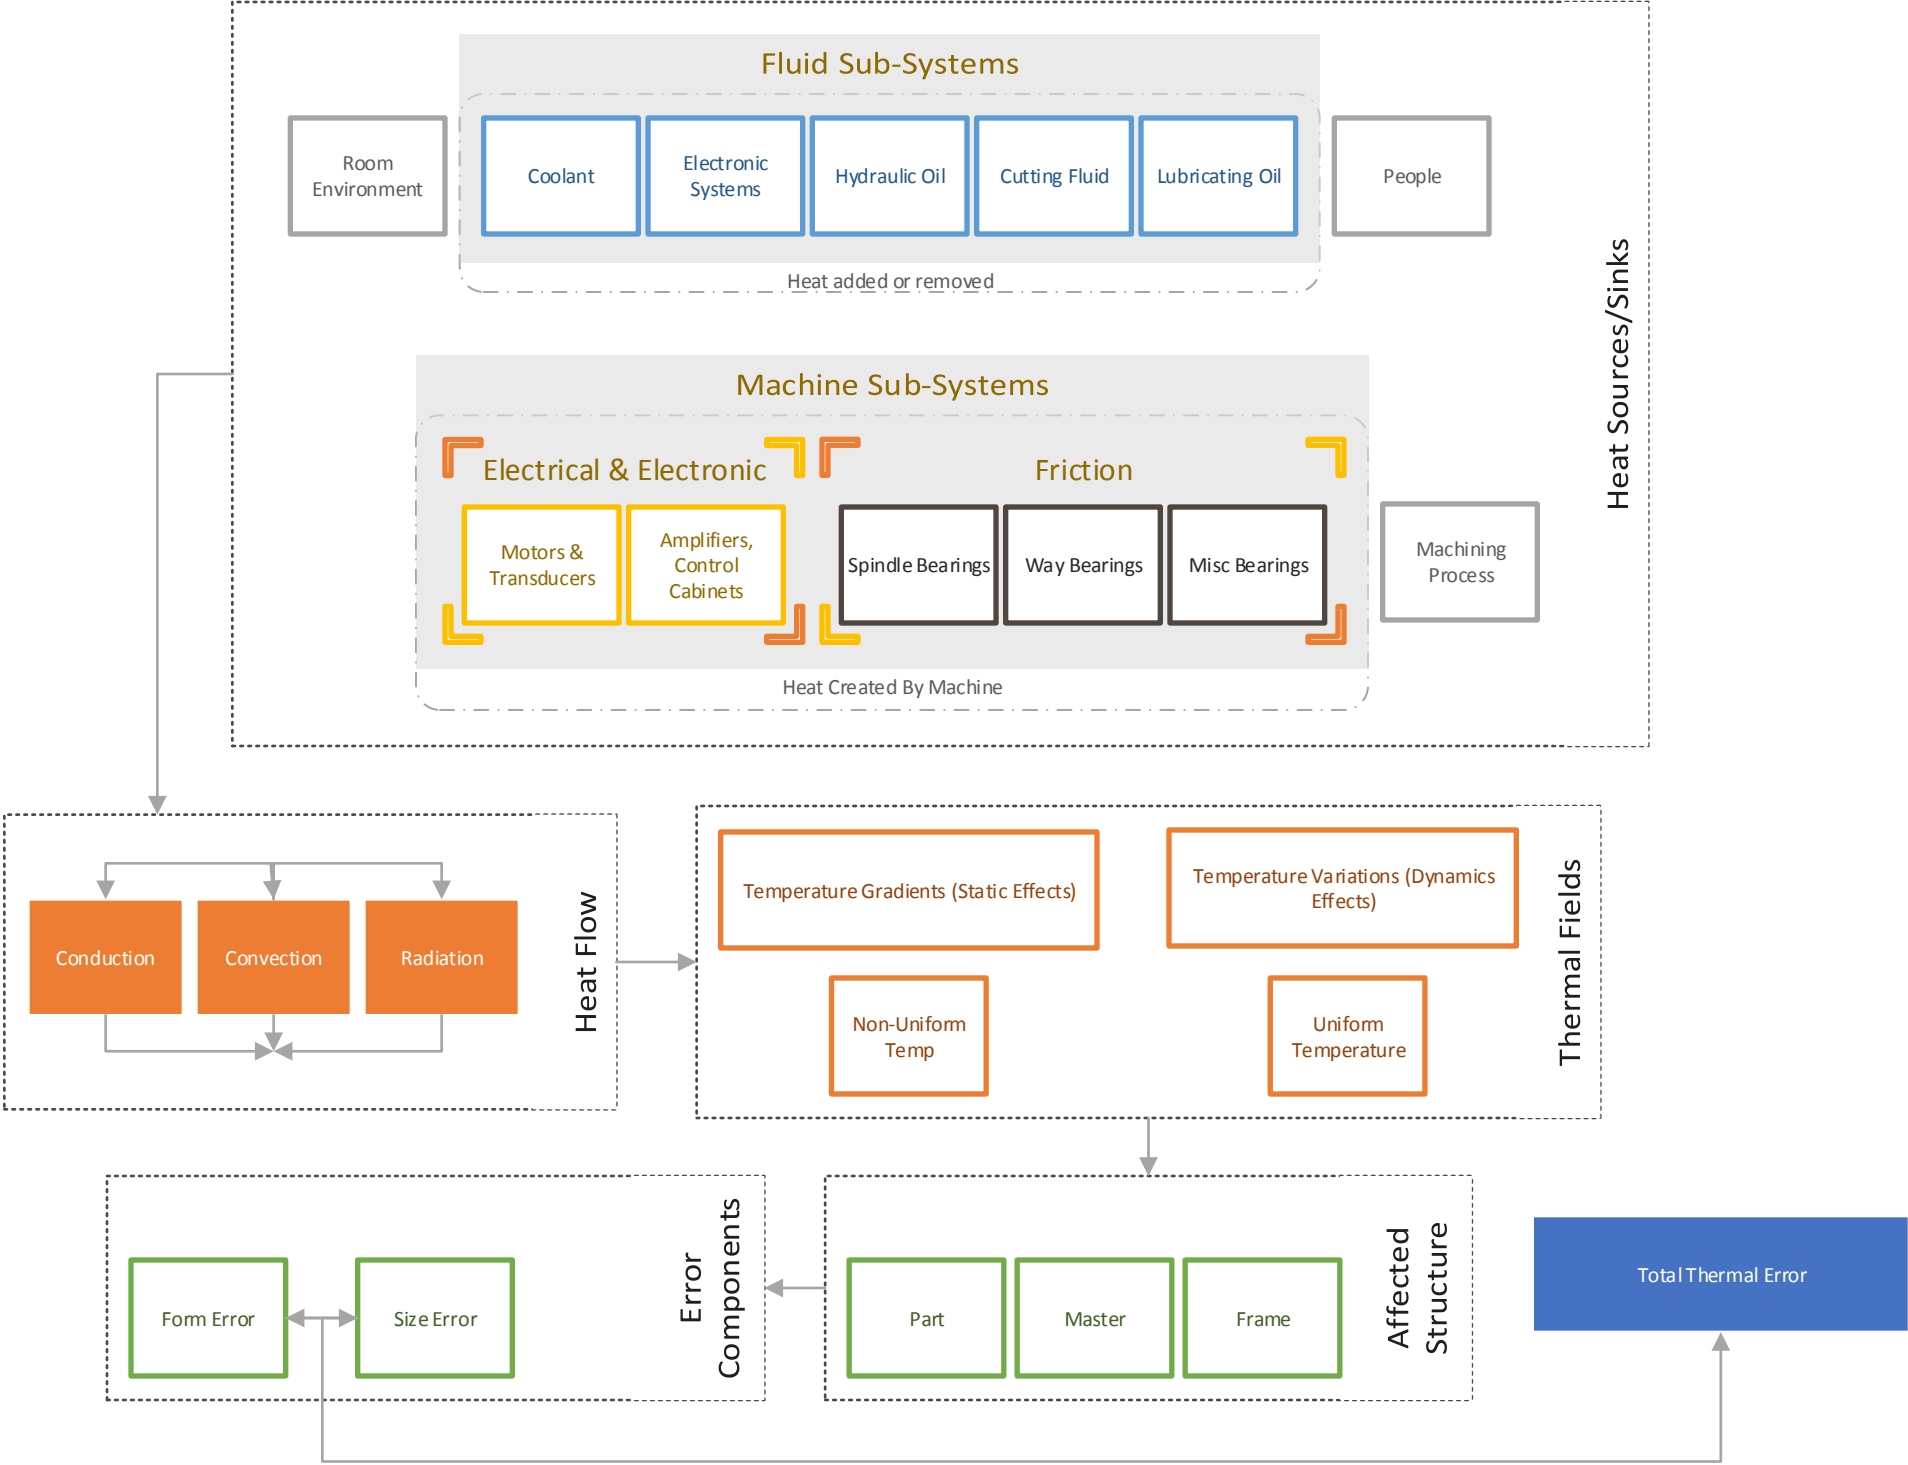 Fluid Sub-Systems
Room
Environment
Coolant
Electronic
Systems
Hydraulic Oil
Cutting Fluid
Lubricating Oil
People
Heat added or removed
Heat Sources/Sinks
Machine Sub-Systems
Electrical & Electronic
Friction
Motors &
Transducers
Amplifiers,
Control
Cabinets
Spindle Bearings
Way Bearings
Misc Bearings
Machining
Process
Heat Created By Machine
Conduction
Convection
Radiation
Heat Flow
Temperature Gradients (Static Effects)
Temperature Variations (Dynamics
Effects)
Non-Uniform
Temp
Uniform
Temperature
Thermal Fields
Form Error
Size Error
Error
Components
Part
Master
Frame
Affected
Structure
Total Thermal Error